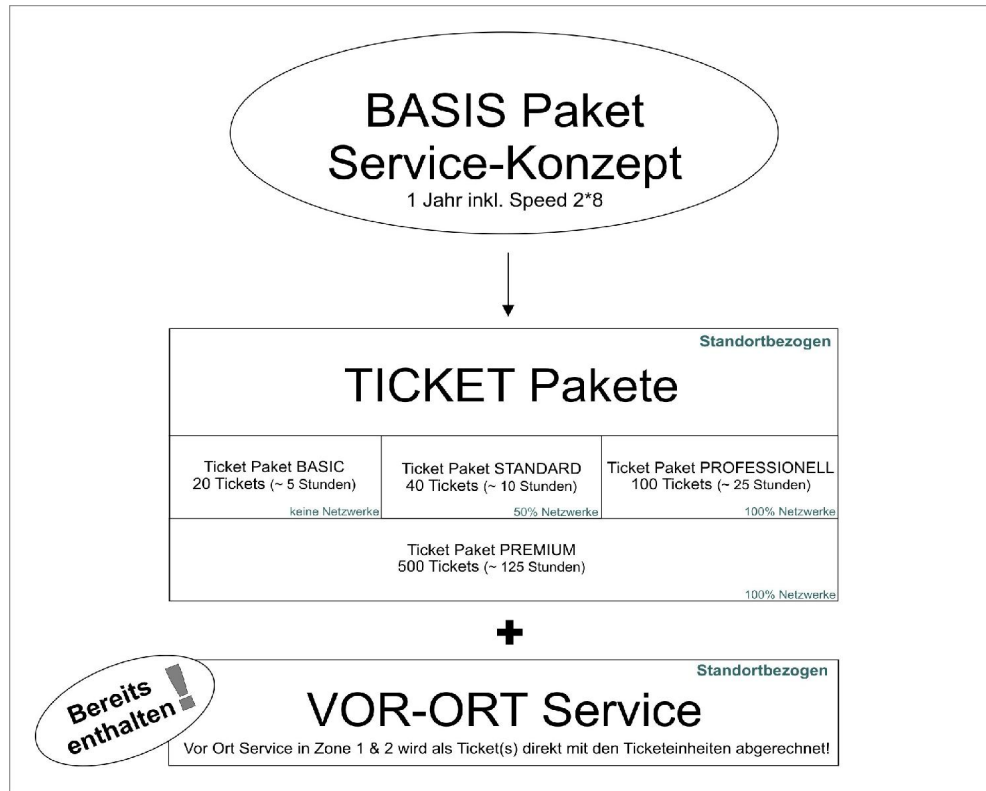 BASIS Paket
Service-Konzept
1 Jahr inkl. Speed 2*8
Standortbezogen
TICKET Pakete
Ticket Paket BASIC
20 Tickets (~ 5 Stunden)
keine Netzwerke
Ticket Paket STANDARD
40 Tickets (~ 10 Stunden)
50% Netzwerke
Ticket Paket PROFESSIONELL
100 Tickets (~ 25 Stunden)
100% Netzwerke
Ticket Paket PREMIUM
500 Tickets (~ 125 Stunden)
100% Netzwerke
+
Bereits
enthalten!
Standortbezogen
VOR-ORT Service
Vor Ort Service in Zone 1 & 2 wird als Ticket(s) direkt mit den Ticketeinheiten abgerechnet!